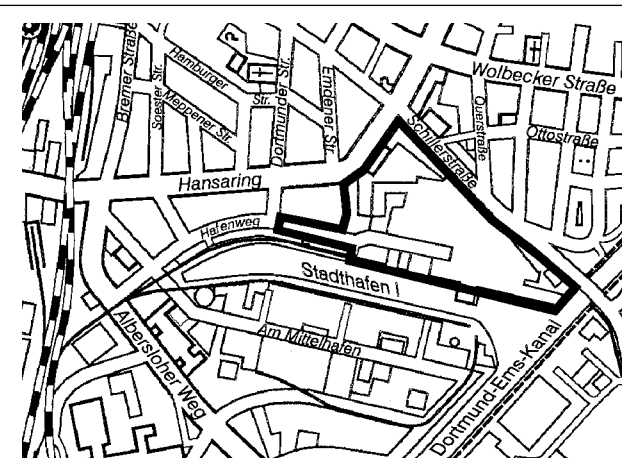 Wolbecker Straße
Bremer Straße
Soester Str.
Hamburger
Str.
Meppener Str.
Dortmunder Str.
Emdener Str.
Schillerstraße
Querstraße
Ottostraße
Hansaring
Hafenweg
Stadthafen I
Am Mittelhafen
Albersloher Weg
Dortmund-Ems-Kanal